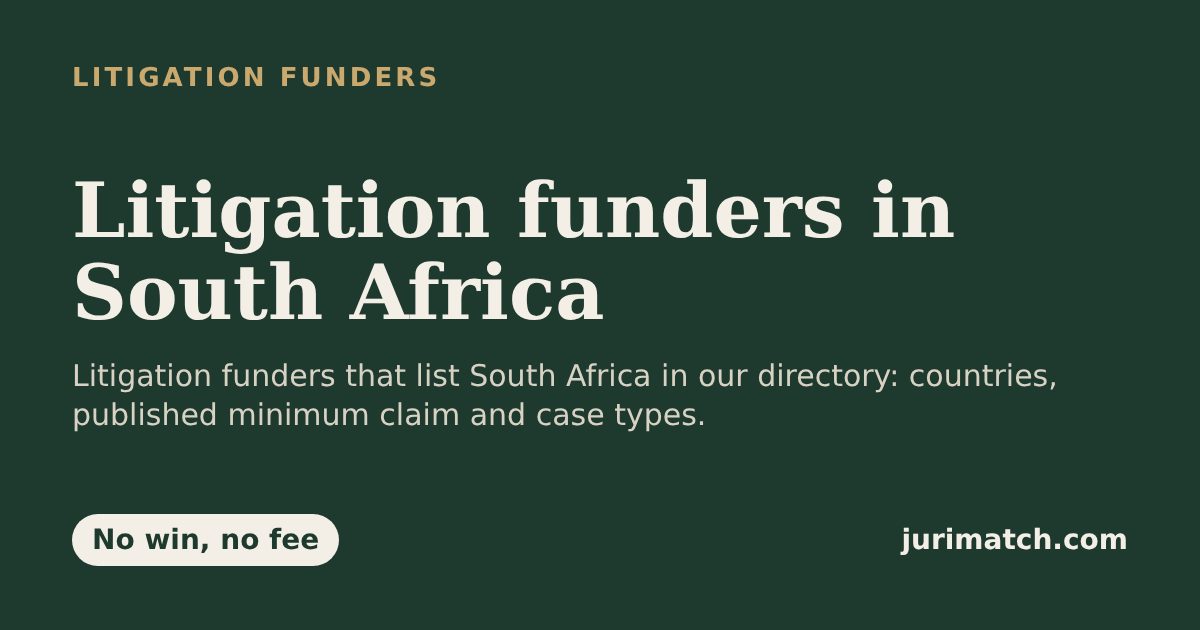 LITIGATION FUNDERS
Litigation funders in
South Africa
Litigation funders that list South Africa in our directory: countries,
published minimum claim and case types.
No win, no fee
jurimatch.com